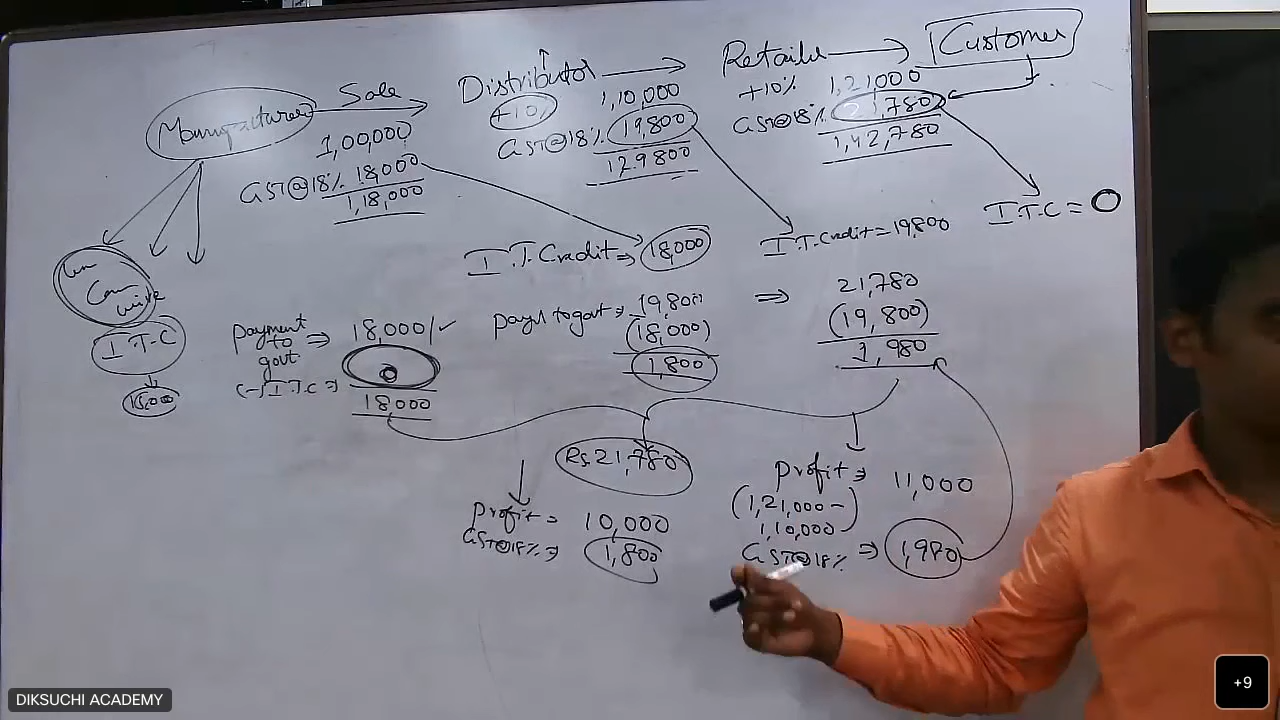 Manufacturer
Sale
1,00,000
GST@18% 18,000
1,18,000
Distributor
+10%
1,10,000
GST@18% 19,800
12.9800
Retailer
+10% 1,21,000
GST@18% 21,780
1,42,780
Customer
I.T.Credit ⇒ 18,000
I.T.Credit = 19,800
I.T.C = 0
I.T.C
18,000
payment to govt ⇒ 18,000/
(-) I.T.C ⇒ 0
18,000
to govt ⇒ 19,800
(18,000)
1,800
⇒ 21,780
(19,800)
1,980
Rs.21,780
Profit ⇒ 10,000
GST@18% ⇒ 1,800
Profit ⇒ 11,000
(1,21,000 -
1,10,000)
GST@18% ⇒ 1,980
DIKSUCHI ACADEMY
+9